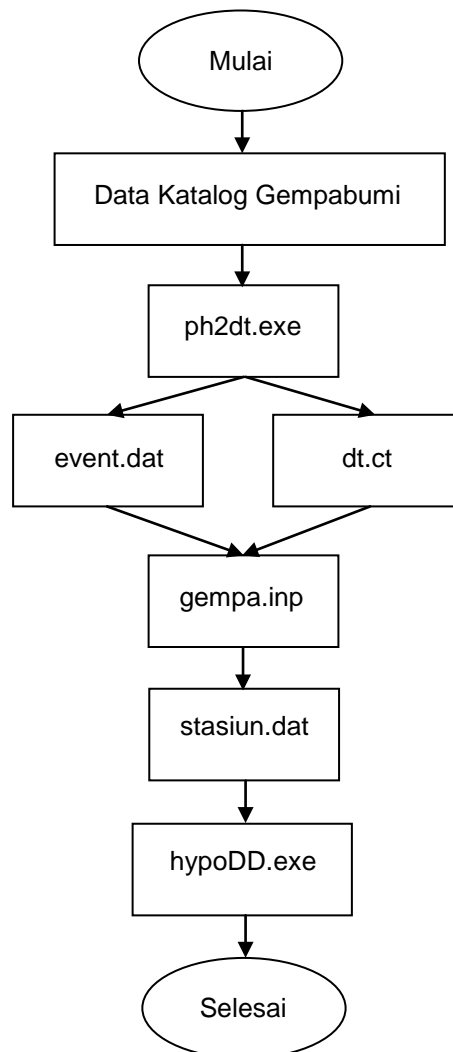 Mulai
Data Katalog Gempabumi
ph2dt.exe
event.dat
dt.ct
gempa.inp
stasiun.dat
hypoDD.exe
Selesai